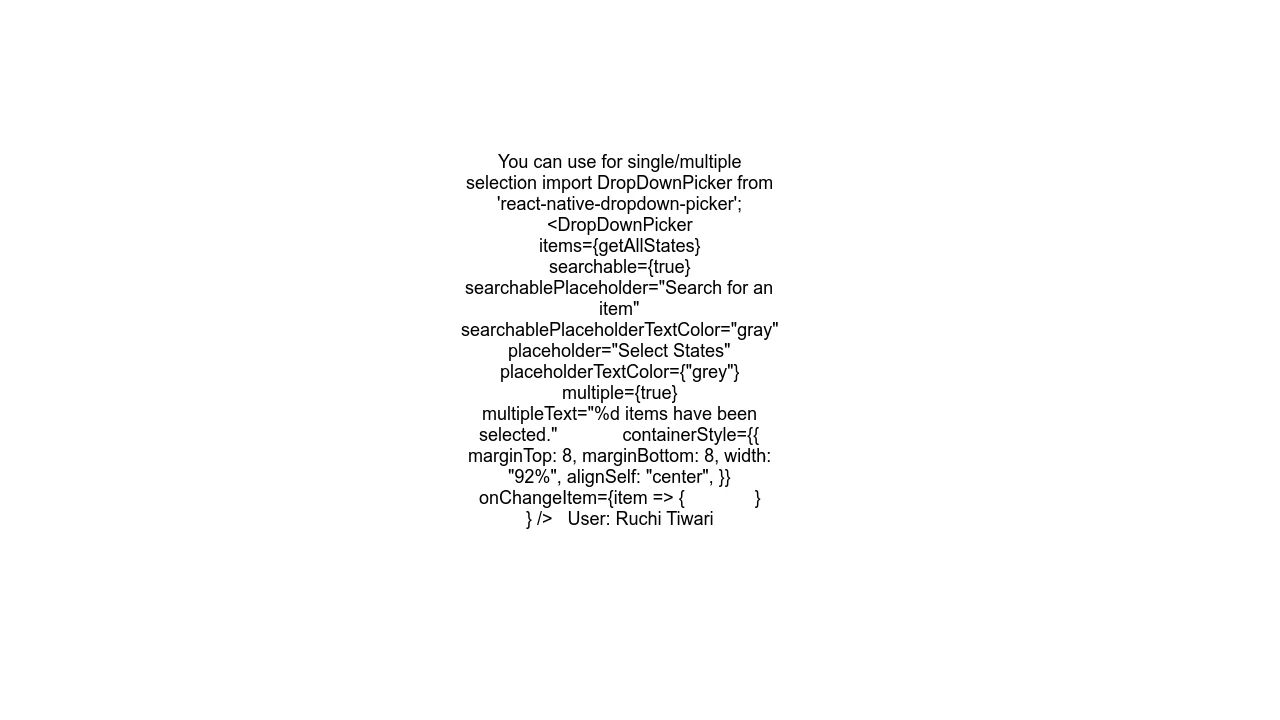 You can use for single/multiple
selection import DropDownPicker from
'react-native-dropdown-picker';
<DropDownPicker
items={getAllStates}
searchable={true}
searchablePlaceholder="Search for an
item"
searchablePlaceholderTextColor="gray"
placeholder="Select States"
placeholderTextColor={"grey"}
multiple={true}
multipleText="%d items have been
selected."             containerStyle={{
marginTop: 8, marginBottom: 8, width:
"92%", alignSelf: "center", }}
onChangeItem={item => {              }
} />   User: Ruchi Tiwari